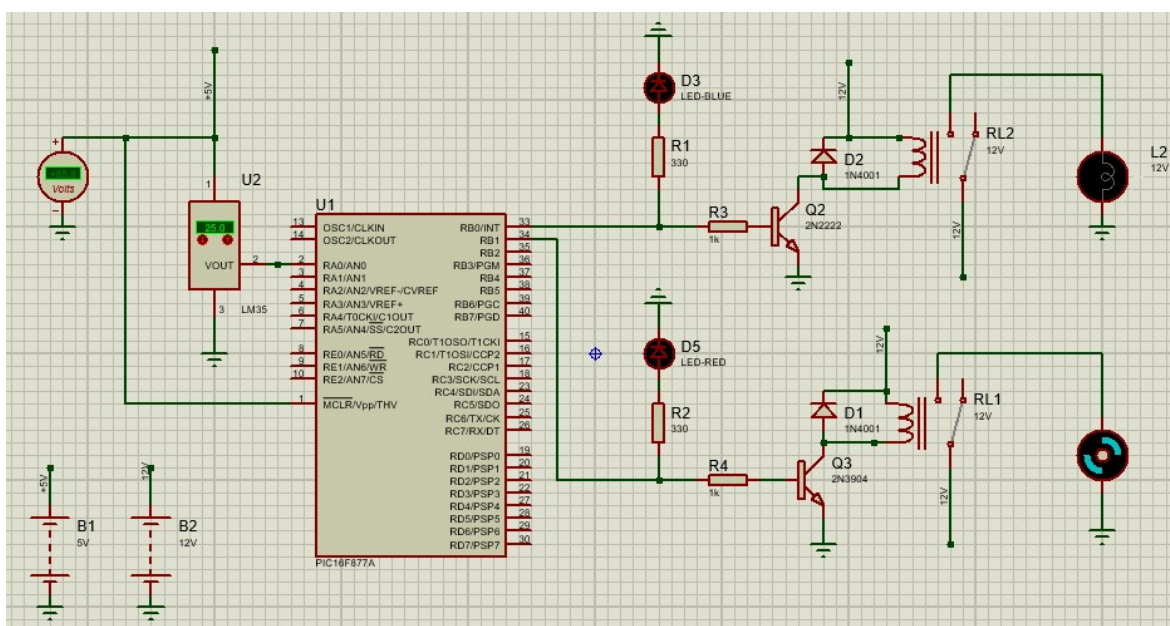 +5V
+
Volts
-
1
U2
25.0
VOUT
2
3
LM35
U1
13
OSC1/CLKIN
14
OSC2/CLKOUT
2
RA0/AN0
3
RA1/AN1
4
RA2/AN2/VREF-/CVREF
5
RA3/AN3/VREF+
6
RA4/T0CKI/C1OUT
7
RA5/AN4/SS/C2OUT
8
RE0/AN5/RD
9
RE1/AN6/WR
10
RE2/AN7/CS
1
MCLR/Vpp/THV
RB0/INT
33
RB1
34
RB2
35
RB3/PGM
36
RB4
37
RB5
38
RB6/PGC
39
RB7/PGD
40
RC0/T1OSO/T1CKI
15
RC1/T1OSI/CCP2
16
RC2/CCP1
17
RC3/SCK/SCL
18
RC4/SDI/SDA
23
RC5/SDO
24
RC6/TX/CK
25
RC7/RX/DT
26
RD0/PSP0
19
RD1/PSP1
20
RD2/PSP2
21
RD3/PSP3
22
RD4/PSP4
27
RD5/PSP5
28
RD6/PSP6
29
RD7/PSP7
30
PIC16F877A
D3
LED-BLUE
R1
330
R3
1k
Q2
2N2222
12V
D2
1N4001
RL2
12V
12V
L2
12V
D5
LED-RED
R2
330
R4
1k
Q3
2N3904
12V
D1
1N4001
RL1
12V
12V
+5V
B1
5V
12V
B2
12V